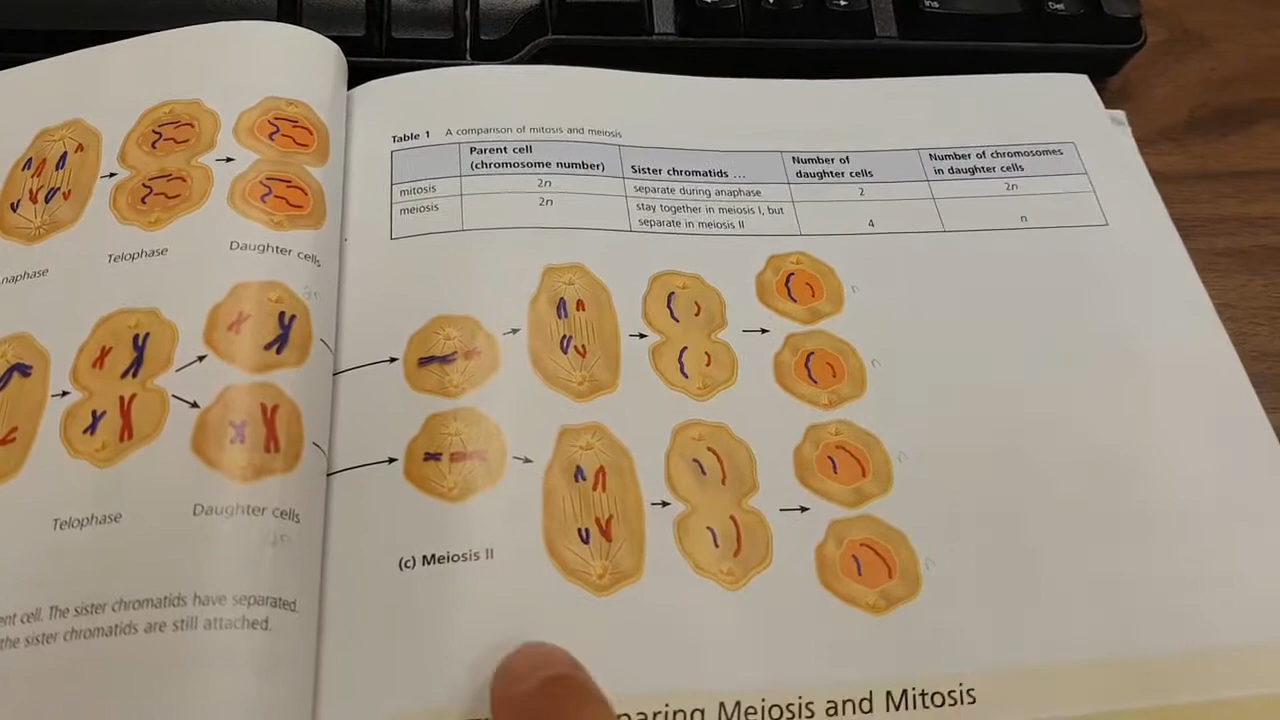 Ins
Del
Telophase
Daughter cells
naphase
Telophase
Daughter cells
ent cell. The sister chromatids have separated.
the sister chromatids are still attached.
Table 1 A comparison of mitosis and meiosis
Parent cell (chromosome number) Sister chromatids ... Number of daughter cells Number of chromosomes in daughter cells
mitosis 2n separate during anaphase 2 2n
meiosis 2n stay together in meiosis I, but separate in meiosis II 4 n
n
n
n
n
(c) Meiosis II
paring Meiosis and Mitosis